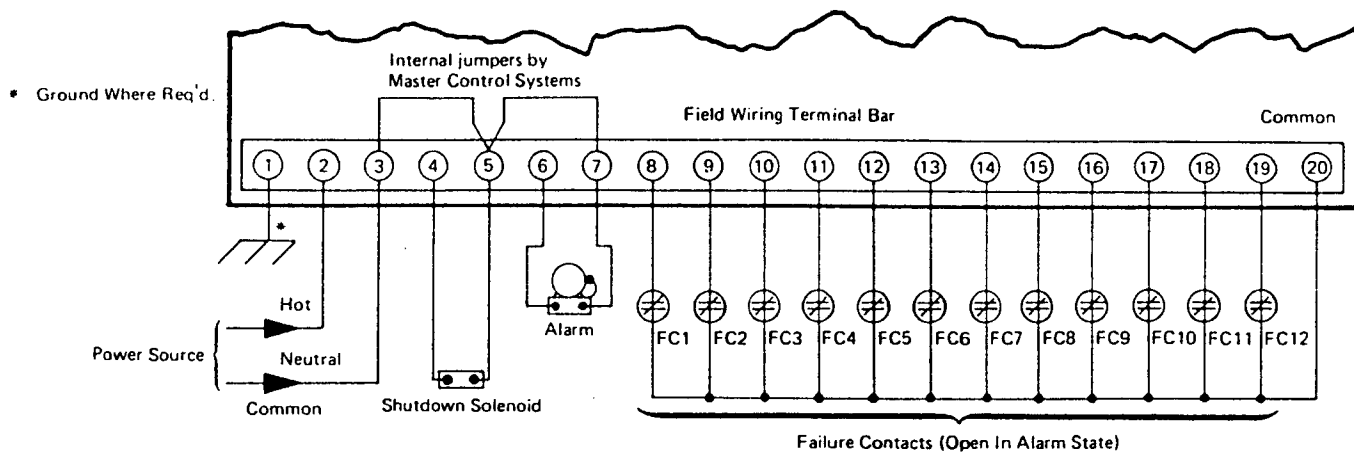 Internal jumpers by
Master Control Systems
* Ground Where Req'd.
Field Wiring Terminal Bar
Common
1 2 3 4 5 6 7 8 9 10 11 12 13 14 15 16 17 18 19 20
*
Hot
Power Source
Neutral
Common
Shutdown Solenoid
Alarm
FC1 FC2 FC3 FC4 FC5 FC6 FC7 FC8 FC9 FC10 FC11 FC12
Failure Contacts (Open In Alarm State)